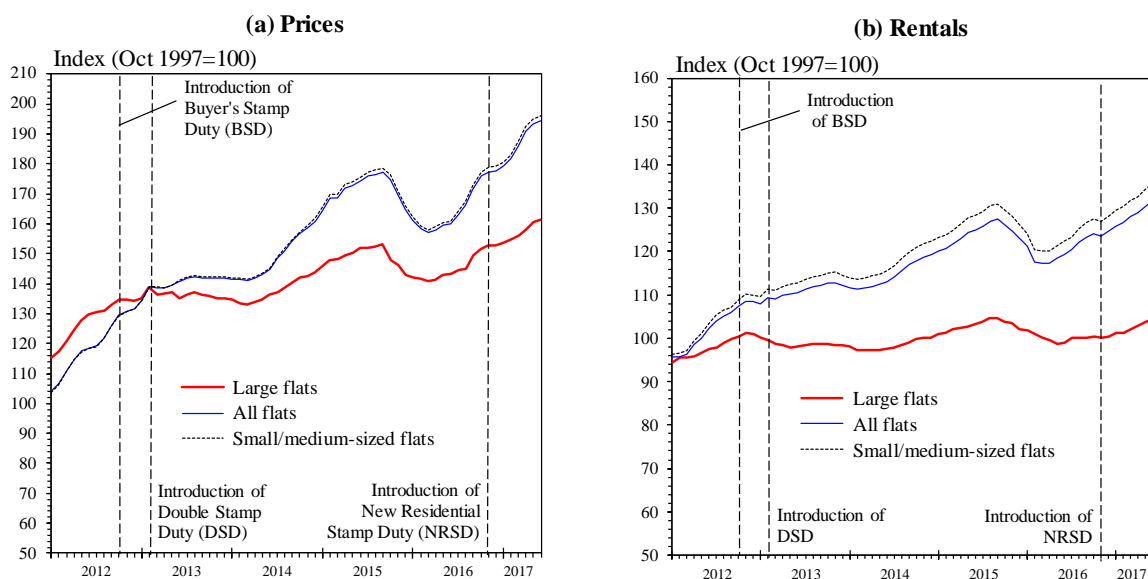 (a) Prices
Index (Oct 1997=100)
210
200
190
180
170
160
150
140
130
120
110
100
90
80
70
60
50
Introduction of
Buyer's Stamp
Duty (BSD)
Large flats
All flats
Small/medium-sized flats
Introduction of
Double Stamp
Duty (DSD)
Introduction of
New Residential
Stamp Duty (NRSD)
2012 2013 2014 2015 2016 2017
(b) Rentals
Index (Oct 1997=100)
160
150
140
130
120
110
100
90
80
70
60
50
Introduction
of BSD
Large flats
All flats
Small/medium-sized flats
Introduction of
DSD
Introduction of
NRSD
2012 2013 2014 2015 2016 2017